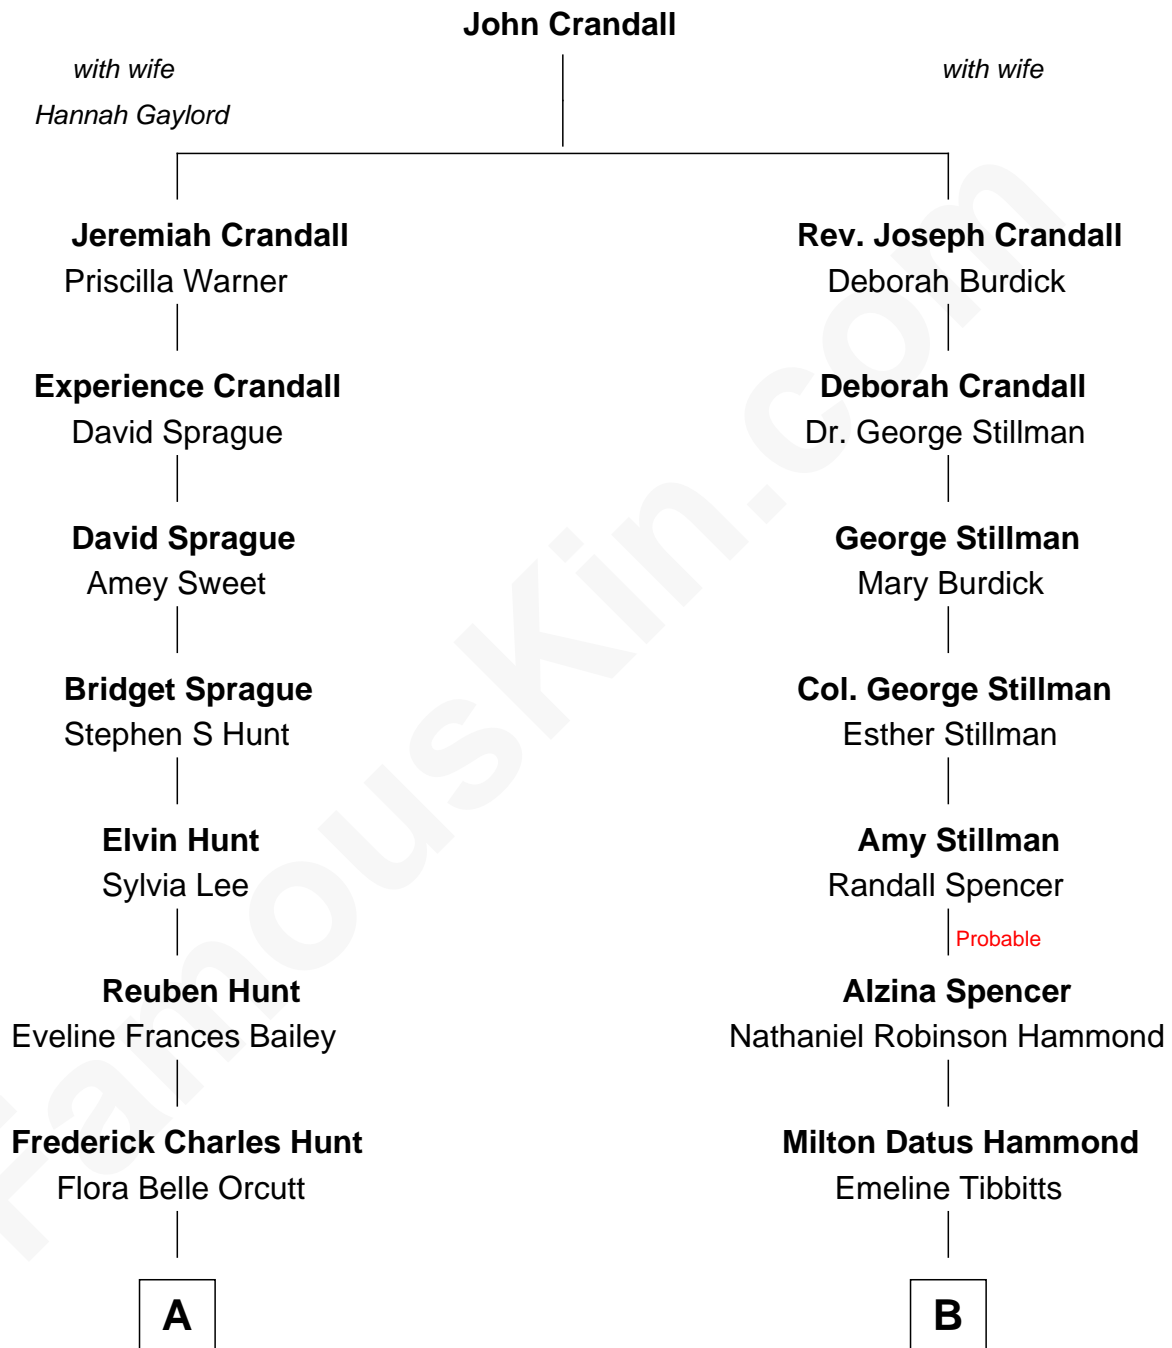 John Crandall
with wife
Hannah Gaylord
with wife
Jeremiah Crandall
Priscilla Warner
Rev. Joseph Crandall
Deborah Burdick
Experience Crandall
David Sprague
Deborah Crandall
Dr. George Stillman
David Sprague
Amey Sweet
George Stillman
Mary Burdick
Bridget Sprague
Stephen S Hunt
Col. George Stillman
Esther Stillman
Elvin Hunt
Sylvia Lee
Amy Stillman
Randall Spencer
Probable
Reuben Hunt
Eveline Frances Bailey
Alzina Spencer
Nathaniel Robinson Hammond
Frederick Charles Hunt
Flora Belle Orcutt
Milton Datus Hammond
Emeline Tibbitts
A
B
FamousKin.com